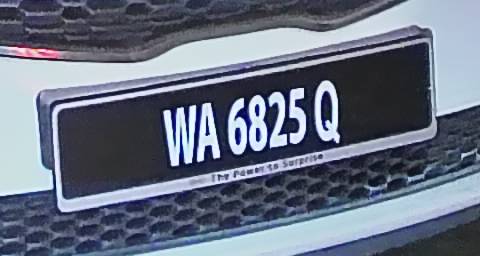 WA 6825 Q
The Power to Surprise